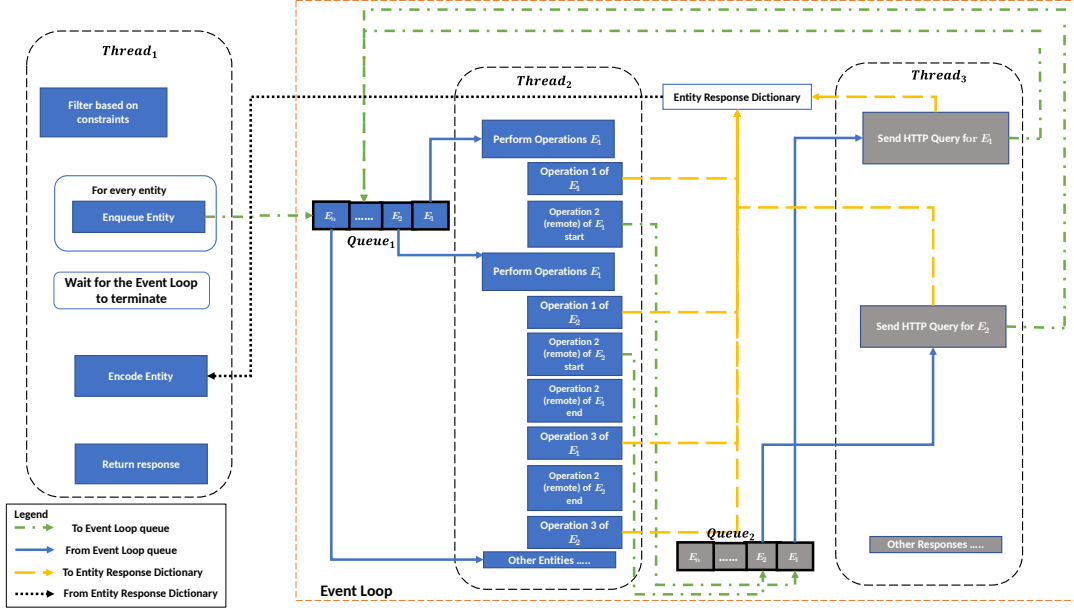 Thread1
Filter based on
constraints
For every entity
Enqueue Entity
Wait for the Event Loop
to terminate
Encode Entity
Return response
Legend
To Event Loop queue
From Event Loop queue
To Entity Response Dictionary
From Entity Response Dictionary
En
......
E2
E1
Queue1
Event Loop
Thread2
Perform Operations E1
Operation 1 of
E1
Operation 2
(remote) of E1
start
Perform Operations E1
Operation 1 of
E2
Operation 2
(remote) of E2
start
Operation 2
(remote) of E1
end
Operation 3 of
E1
Operation 2
(remote) of E2
end
Operation 3 of
E2
Other Entities .....
Entity Response Dictionary
Queue2
En
......
E2
E1
Thread3
Send HTTP Query for E1
Send HTTP Query for E2
Other Responses .....